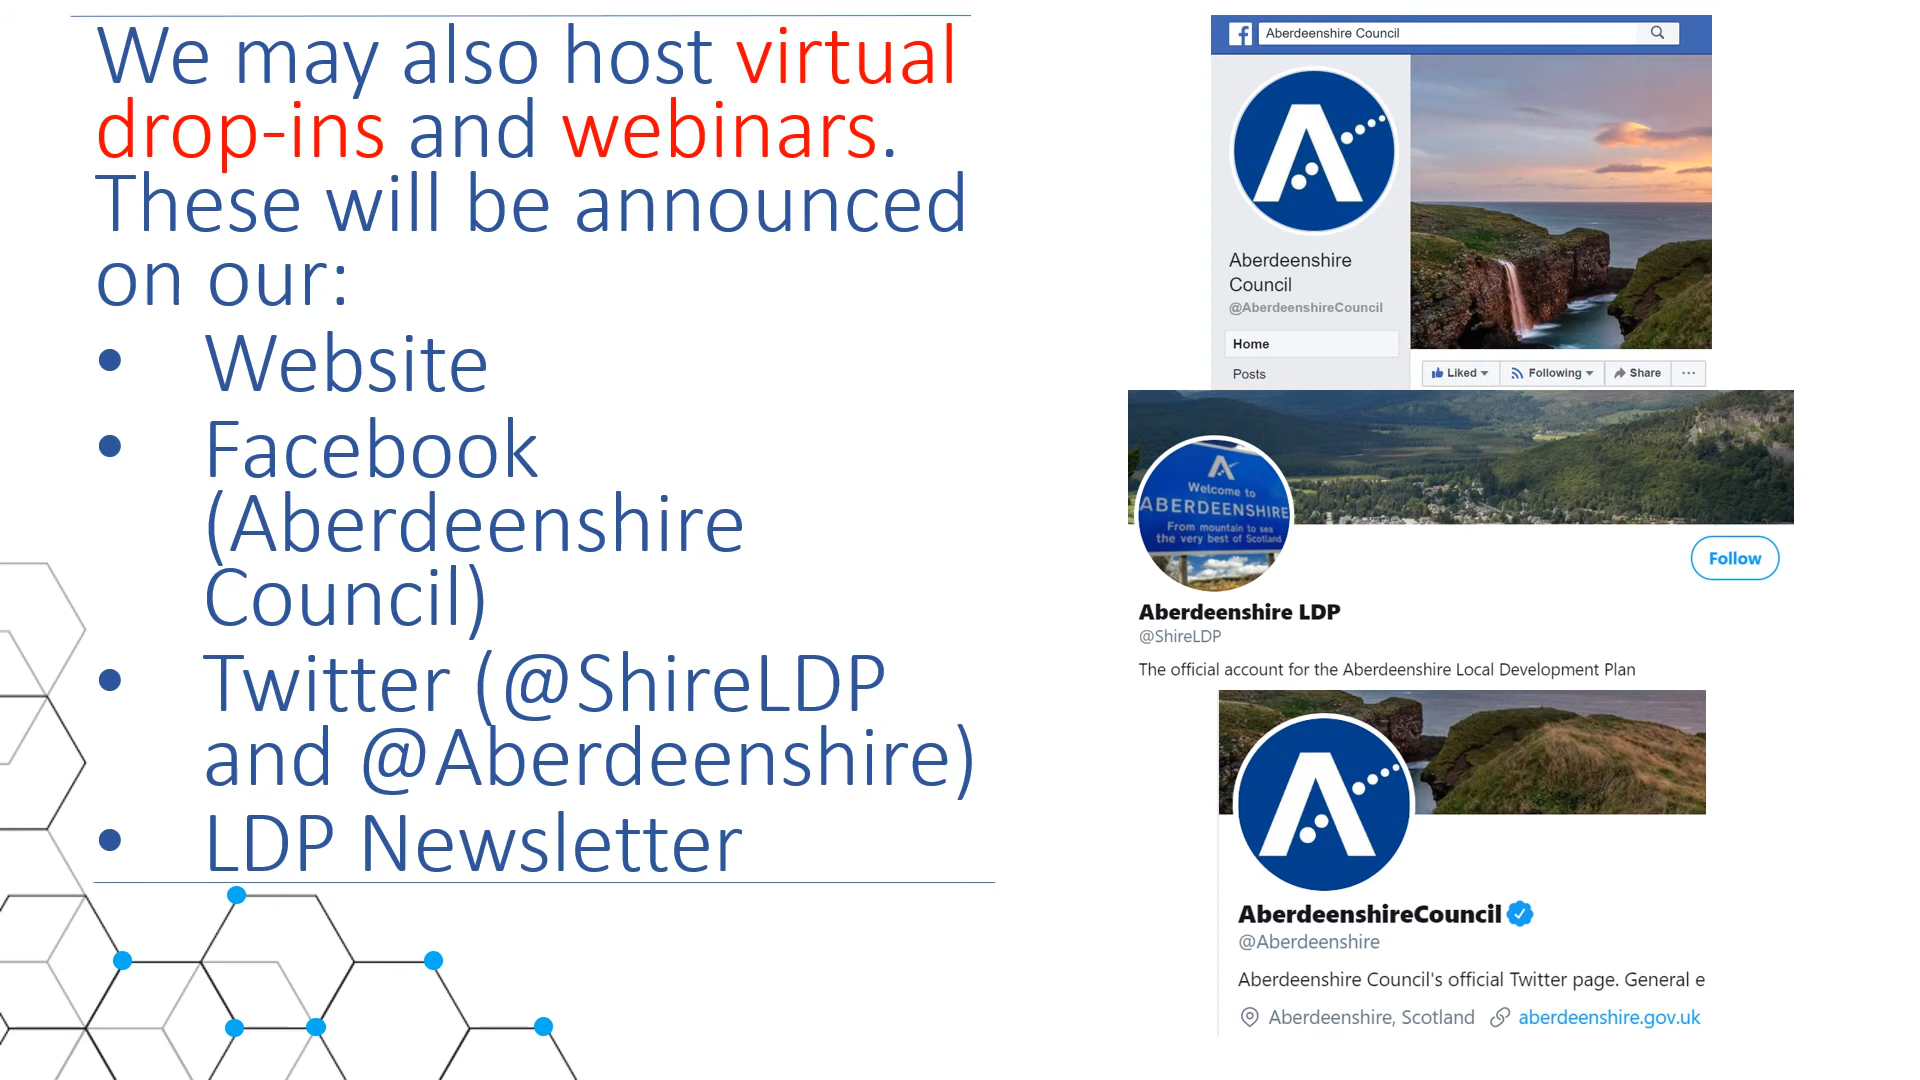 We may also host virtual
drop-ins and webinars.
These will be announced
on our:
• Website
• Facebook
(Aberdeenshire
Council)
• Twitter (@ShireLDP
and @Aberdeenshire)
• LDP Newsletter
Aberdeenshire Council
Aberdeenshire
Council
@AberdeenshireCouncil
Home
Posts
Liked
Following
Share
Welcome to
ABERDEENSHIRE
From mountain to sea
the very best of Scotland
Follow
Aberdeenshire LDP
@ShireLDP
The official account for the Aberdeenshire Local Development Plan
AberdeenshireCouncil
@Aberdeenshire
Aberdeenshire Council's official Twitter page. General e
Aberdeenshire, Scotland aberdeenshire.gov.uk